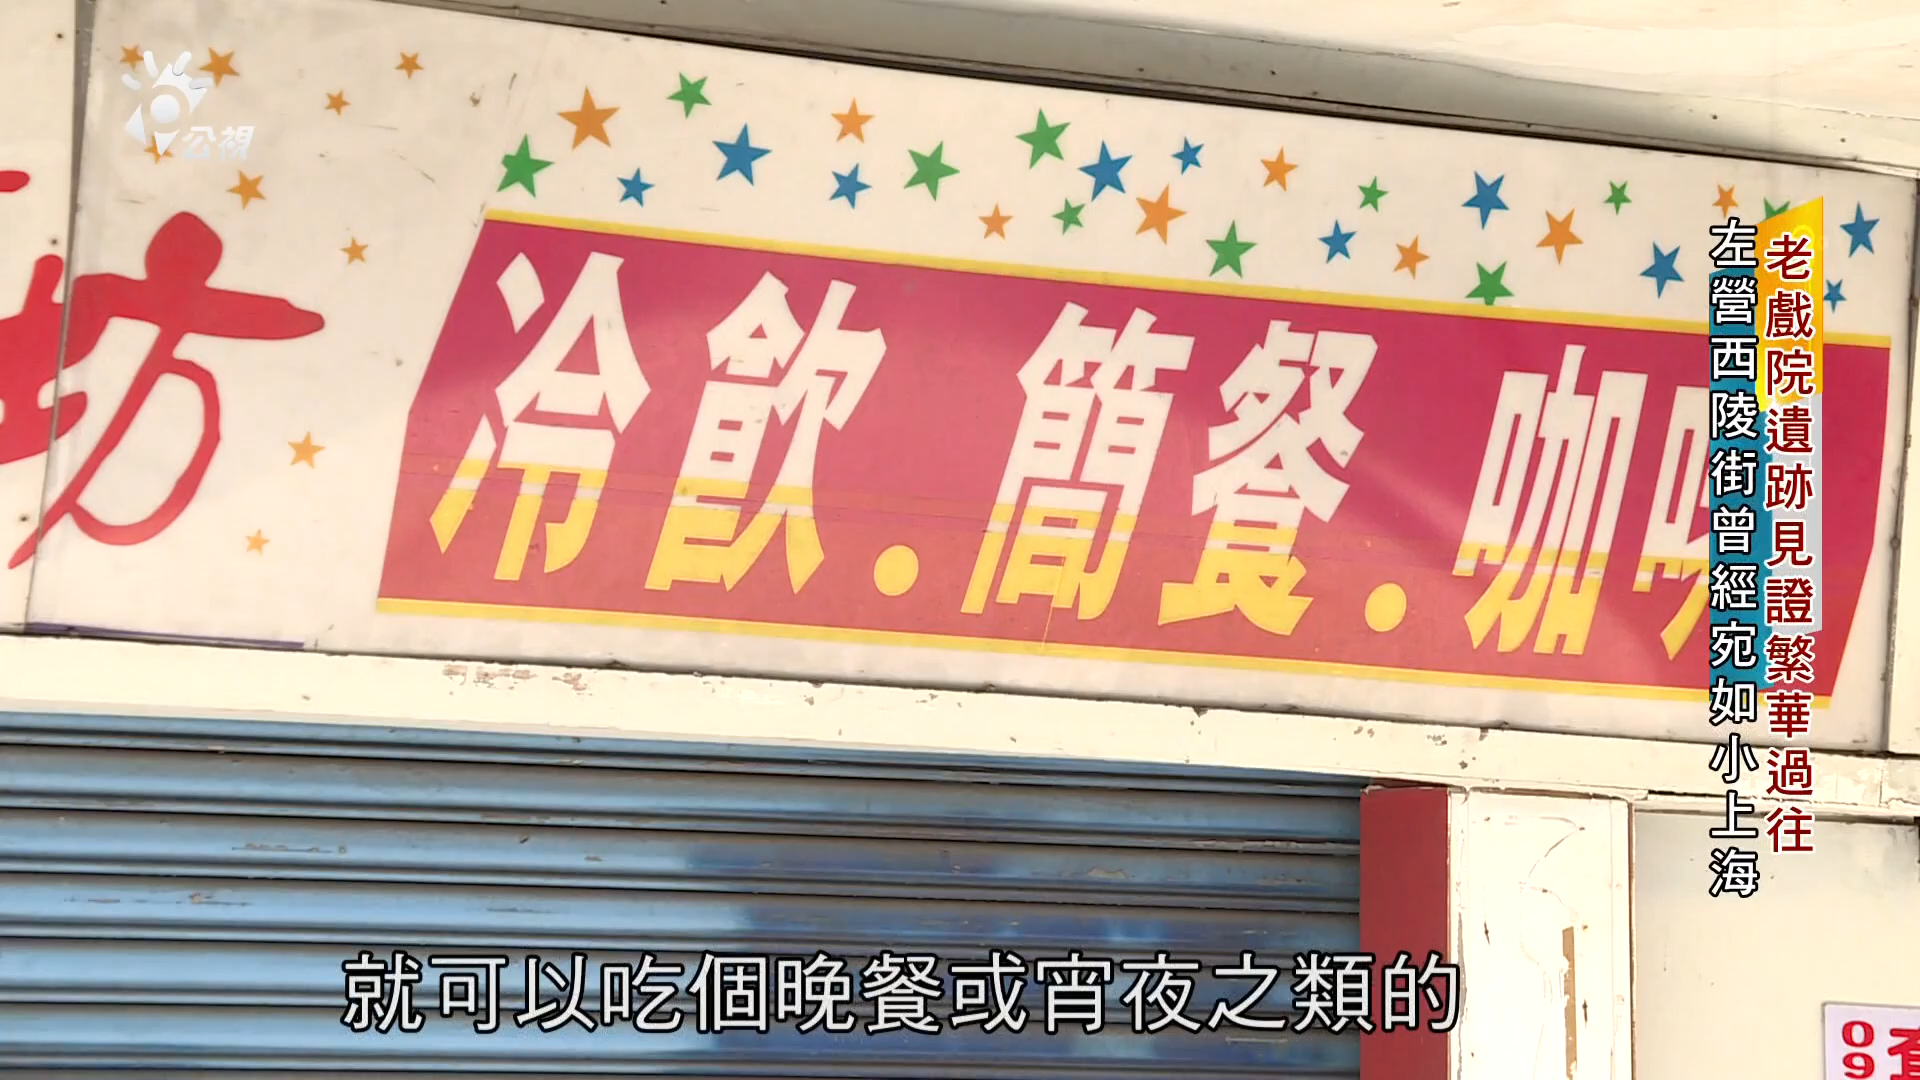 公視
坊
冷飲.簡餐.咖啡
老戲院遺跡見證繁華過往
左營西陵街曾經宛如小上海
就可以吃個晚餐或宵夜之類的
09